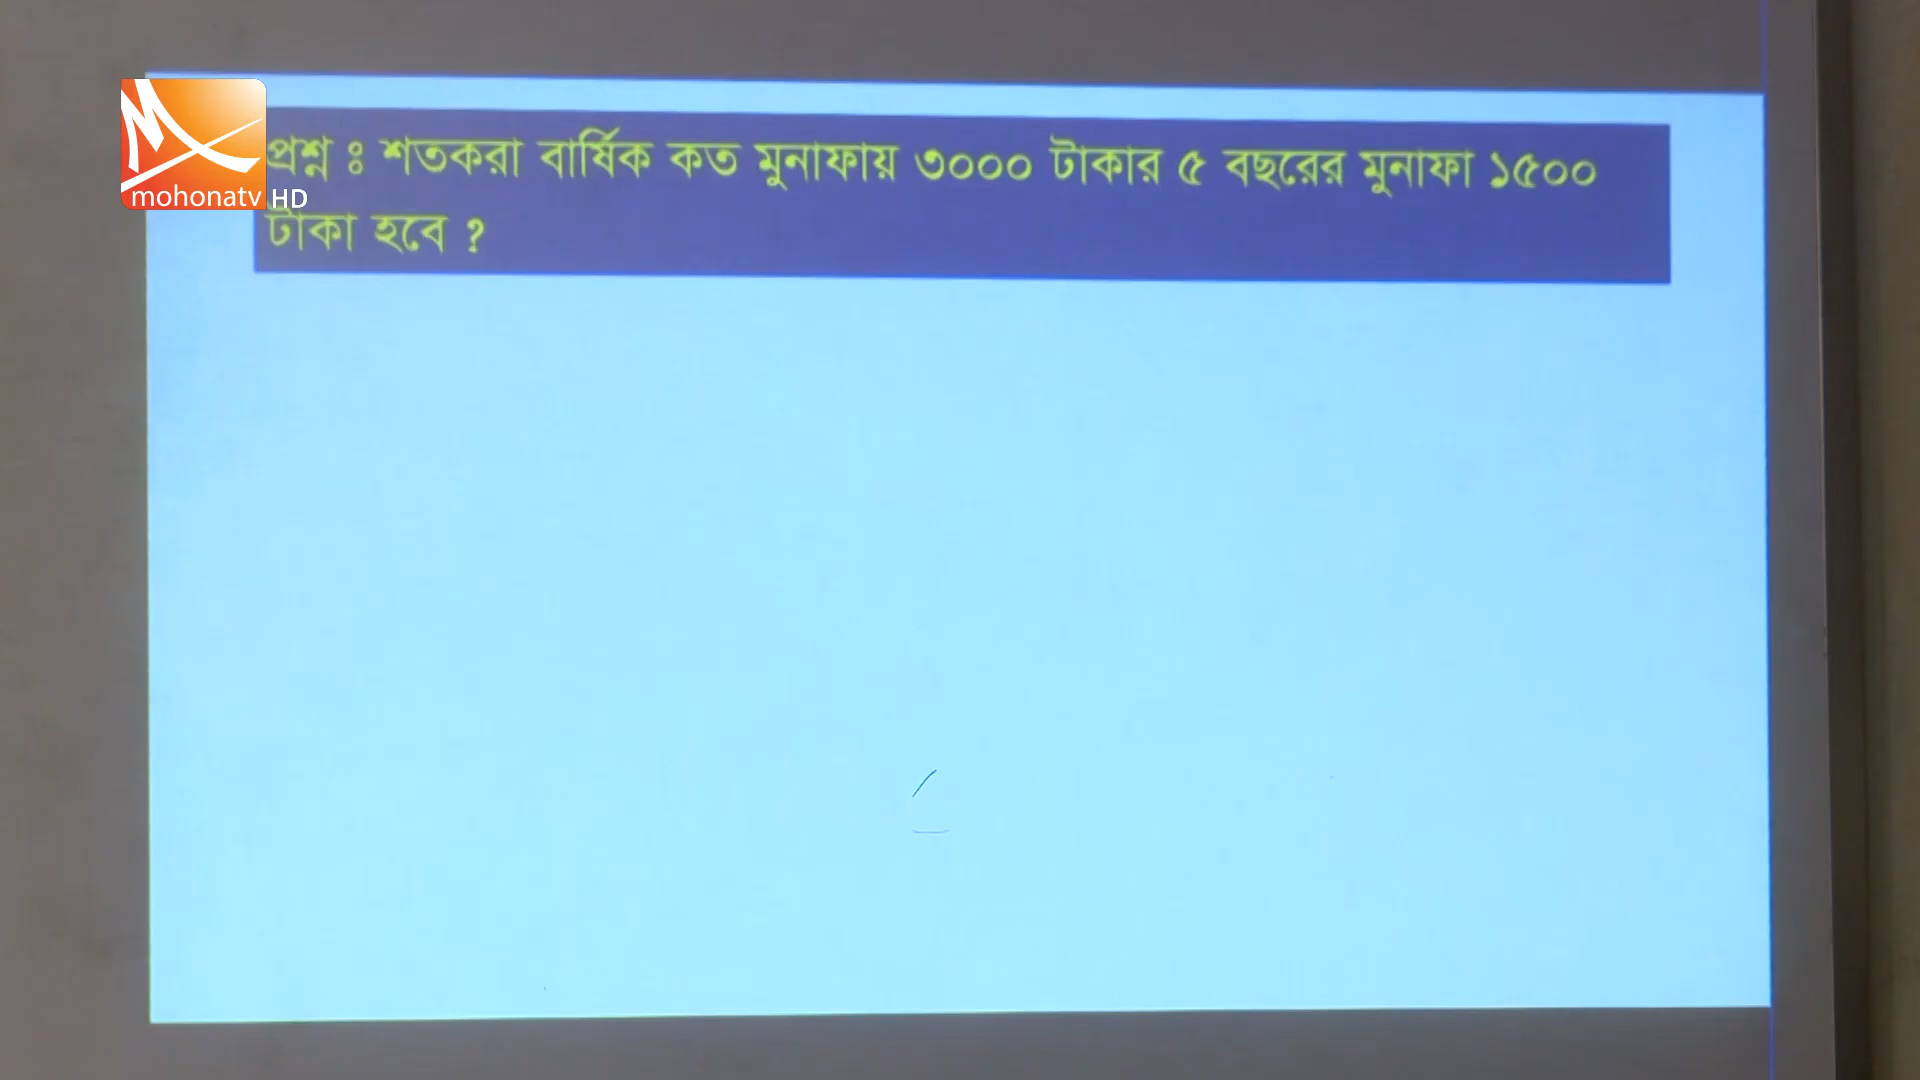 mohonatv HD
প্রশ্ন ঃ শতকরা বার্ষিক কত মুনাফায় ৩০০০ টাকার ৫ বছরের মুনাফা ১৫০০
টাকা হবে ?